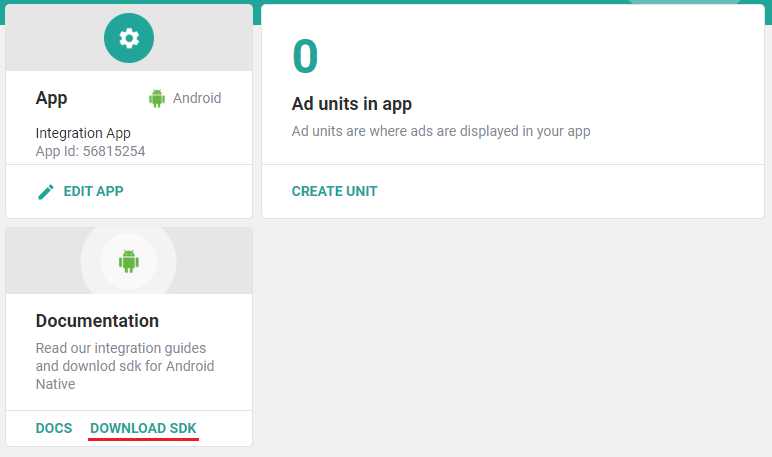 App
Android
Integration App
App Id: 56815254
EDIT APP
0
Ad units in app
Ad units are where ads are displayed in your app
CREATE UNIT
Documentation
Read our integration guides
and downlod sdk for Android
Native
DOCS
DOWNLOAD SDK